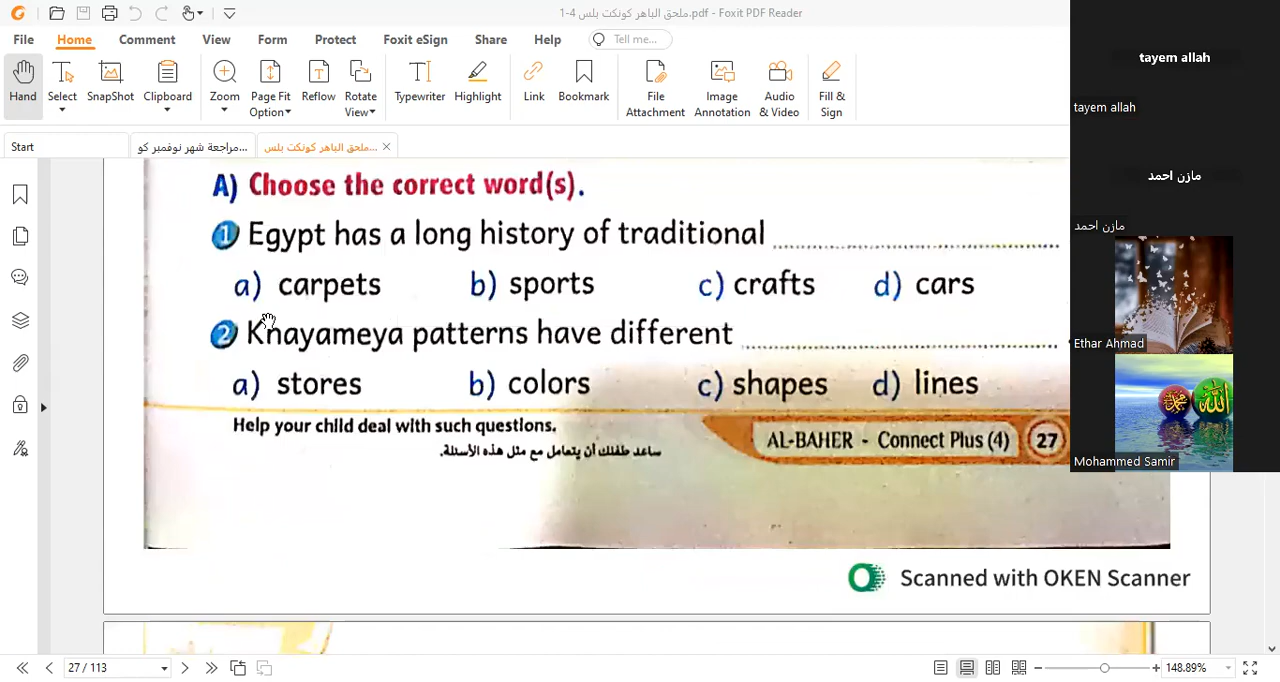 ملحق الباهر كونكت بلس 4-1.pdf - Foxit PDF Reader
File Home Comment View Form Protect Foxit eSign Share Help Tell me...
Hand Select SnapShot Clipboard Zoom Page Fit Option Reflow Rotate View Typewriter Highlight Link Bookmark File Attachment Image Annotation Audio & Video Fill & Sign
Start
مراجعة شهر نوفمبر كو...
ملحق الباهر كونكت بلس...
A) Choose the correct word(s).
1 Egypt has a long history of traditional
a) carpets b) sports c) crafts d) cars
2 Knayameya patterns have different
a) stores b) colors c) shapes d) lines
Help your child deal with such questions.
ساعد طفلك أن يتعامل مع مثل هذه الأسئلة.
AL-BAHER - Connect Plus (4) 27
Scanned with OKEN Scanner
27 / 113
148.89%
tayem allah
tayem allah
مازن احمد
مازن احمد
Ethar Ahmad
الله
محمد
Mohammed Samir